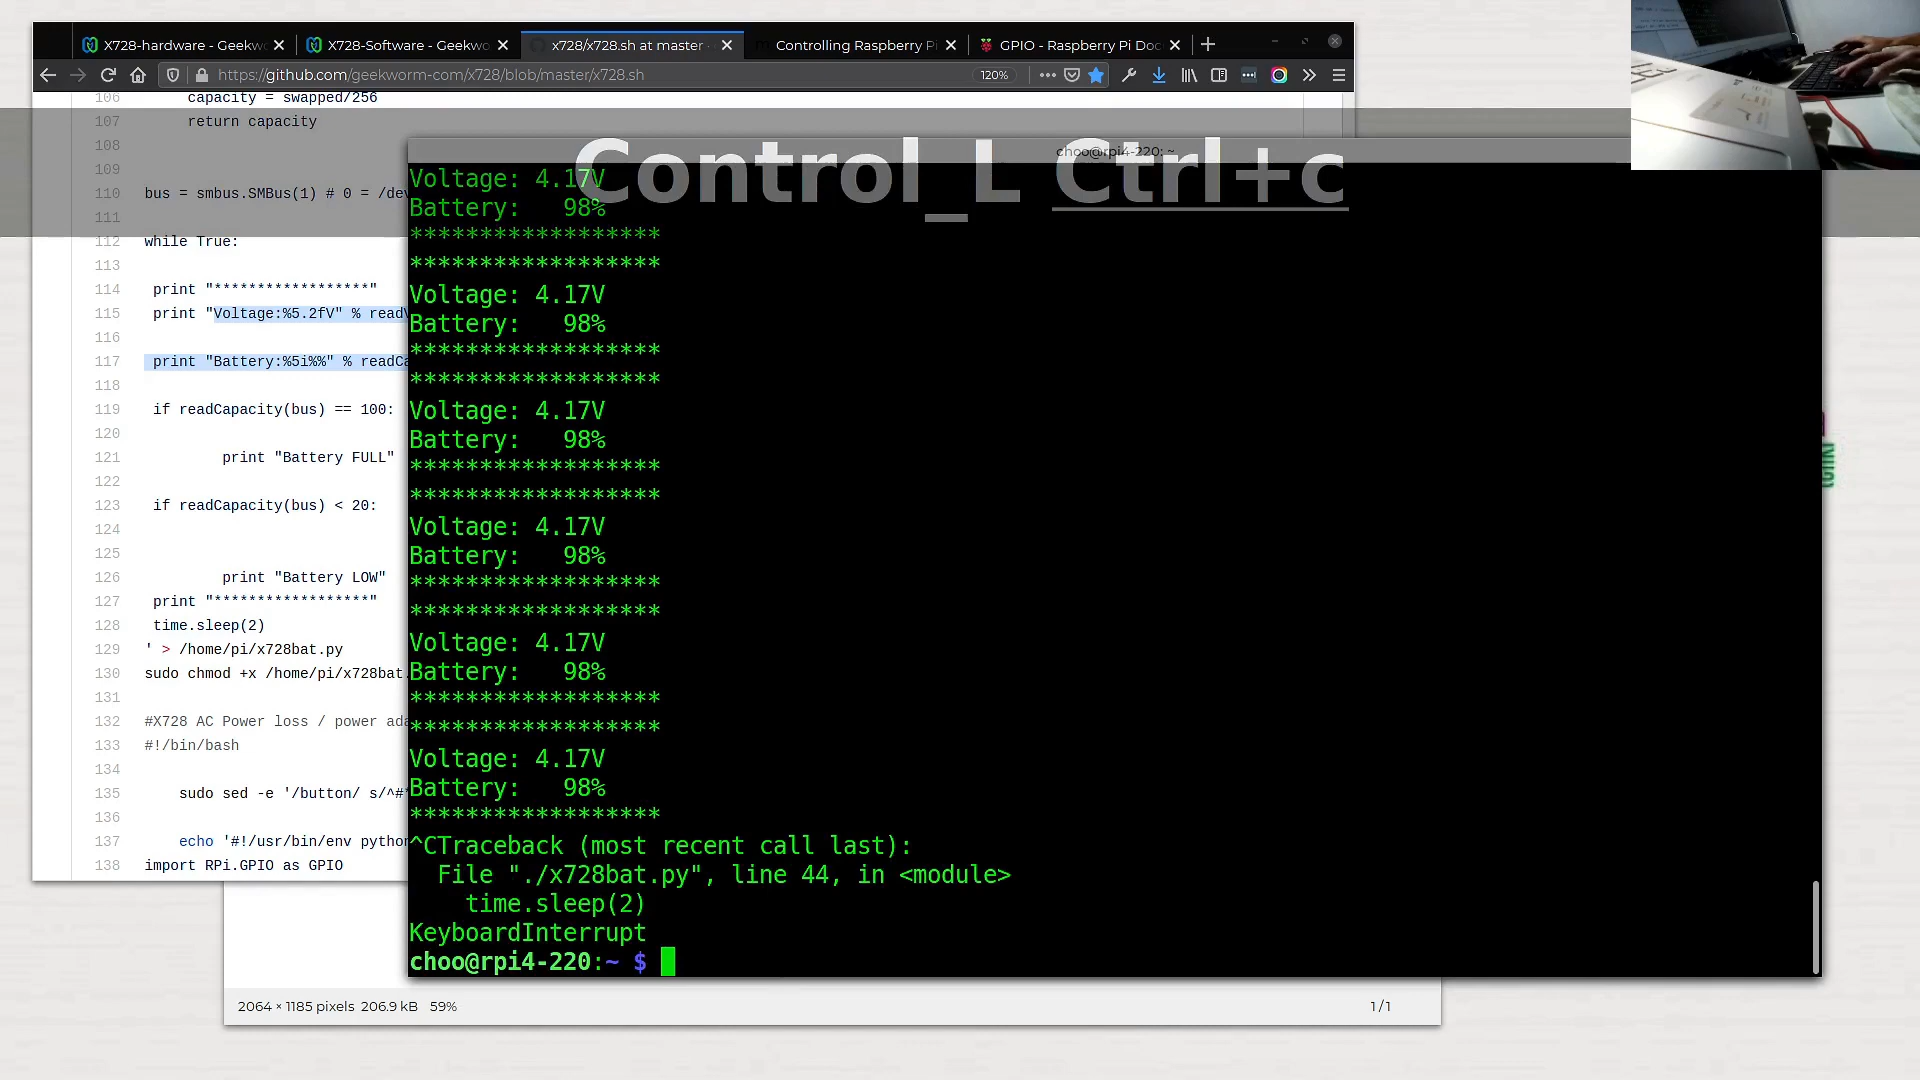 X728-hardware - Geekwo
X728-Software - Geekwo
x728/x728.sh at master ·
Controlling Raspberry Pi
GPIO - Raspberry Pi Doc
https://github.com/geekworm-com/x728/blob/master/x728.sh
120%
106 capacity = swapped/256
107 return capacity
108
109
110 bus = smbus.SMBus(1) # 0 = /dev
111
112 while True:
113
114 print "******************"
115 print "Voltage:%5.2fV" % readV
116
117 print "Battery:%5i%%" % readCa
118
119 if readCapacity(bus) == 100:
120
121 print "Battery FULL"
122
123 if readCapacity(bus) < 20:
124
125
126 print "Battery LOW"
127 print "******************"
128 time.sleep(2)
129 ' > /home/pi/x728bat.py
130 sudo chmod +x /home/pi/x728bat.
131
132 #X728 AC Power loss / power ada
133 #!/bin/bash
134
135 sudo sed -e '/button/ s/^#*
136
137 echo '#!/usr/bin/env python
138 import RPi.GPIO as GPIO
Control_L Ctrl+c
choo@rpi4-220: ~
Voltage: 4.17V
Battery:   98%
******************
******************
Voltage: 4.17V
Battery:   98%
******************
******************
Voltage: 4.17V
Battery:   98%
******************
******************
Voltage: 4.17V
Battery:   98%
******************
******************
Voltage: 4.17V
Battery:   98%
******************
******************
Voltage: 4.17V
Battery:   98%
******************
^CTraceback (most recent call last):
File "./x728bat.py", line 44, in <module>
time.sleep(2)
KeyboardInterrupt
choo@rpi4-220:~ $
2064 × 1185 pixels 206.9 kB 59%
1 / 1